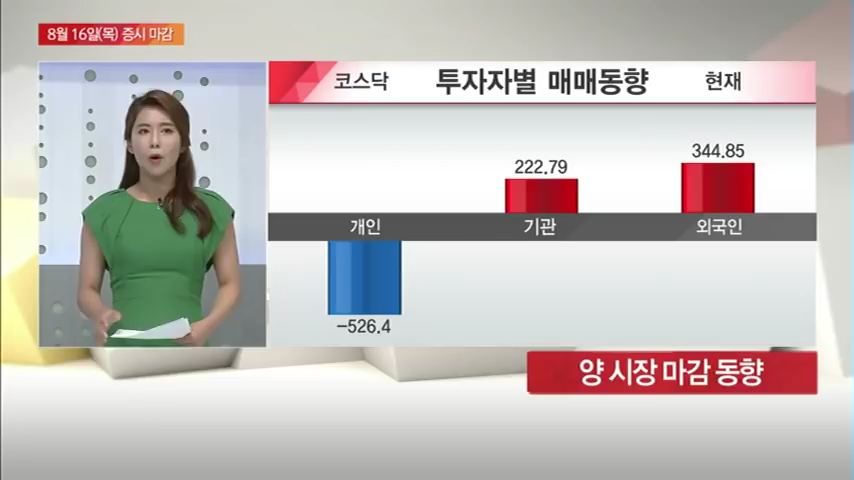 8월 16일(목) 증시 마감
코스닥 투자자별 매매동향 현재
222.79 344.85
개인 기관 외국인
-526.4
양 시장 마감 동향